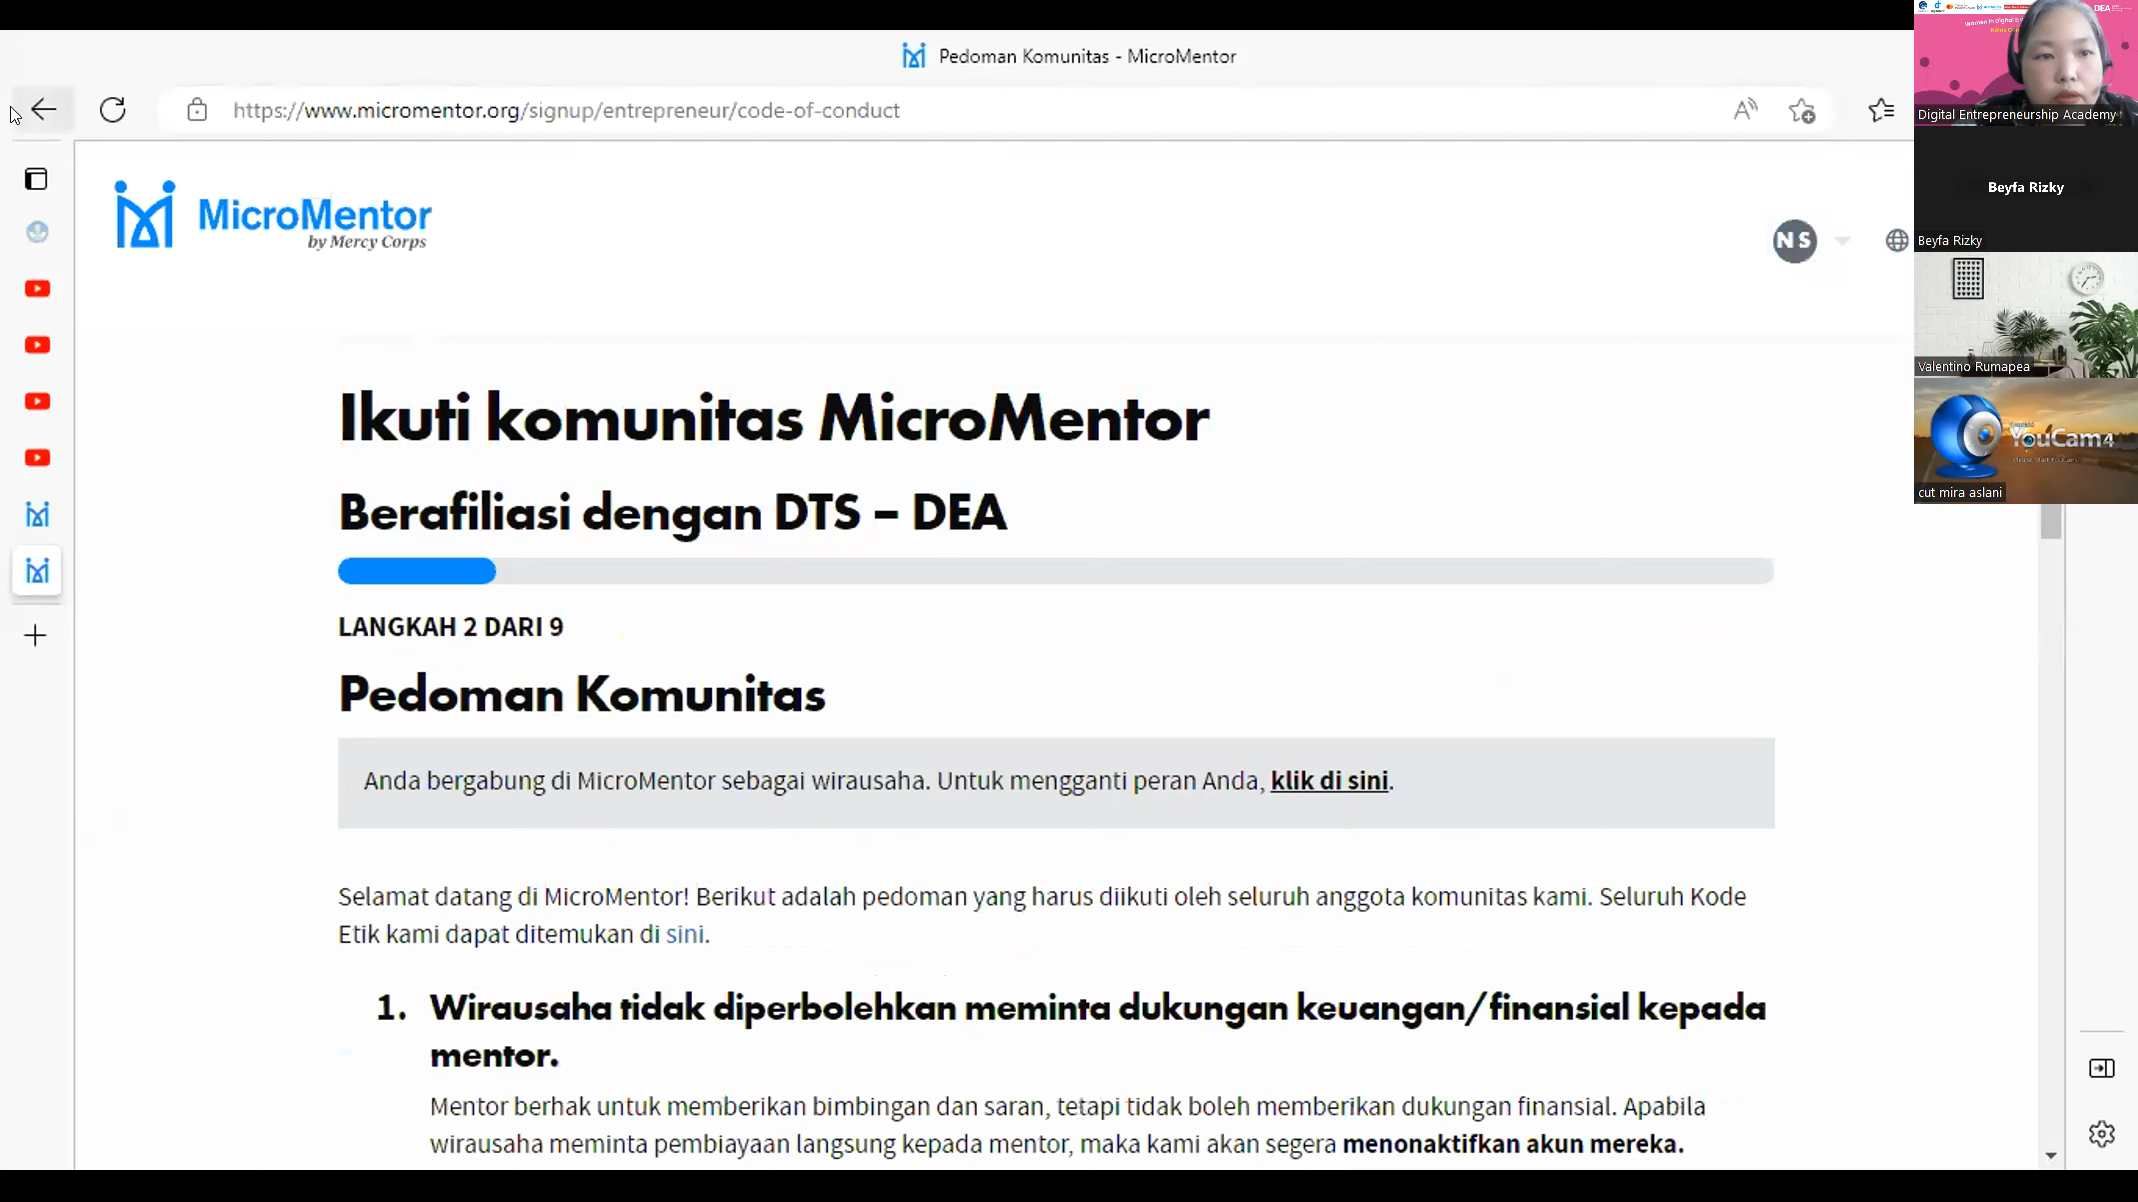 Pedoman Komunitas - MicroMentor
https://www.micromentor.org/signup/entrepreneur/code-of-conduct
MicroMentor
by Mercy Corps
NS
Ikuti komunitas MicroMentor
Berafiliasi dengan DTS – DEA
LANGKAH 2 DARI 9
Pedoman Komunitas
Anda bergabung di MicroMentor sebagai wirausaha. Untuk mengganti peran Anda, klik di sini.
Selamat datang di MicroMentor! Berikut adalah pedoman yang harus diikuti oleh seluruh anggota komunitas kami. Seluruh Kode
Etik kami dapat ditemukan di sini.
1. Wirausaha tidak diperbolehkan meminta dukungan keuangan/finansial kepada
mentor.
Mentor berhak untuk memberikan bimbingan dan saran, tetapi tidak boleh memberikan dukungan finansial. Apabila
wirausaha meminta pembiayaan langsung kepada mentor, maka kami akan segera menonaktifkan akun mereka.
DEA
Digital Entrepreneurship Academy
Beyfa Rizky
Beyfa Rizky
Valentino Rumapea
YouCam4
cut mira aslani